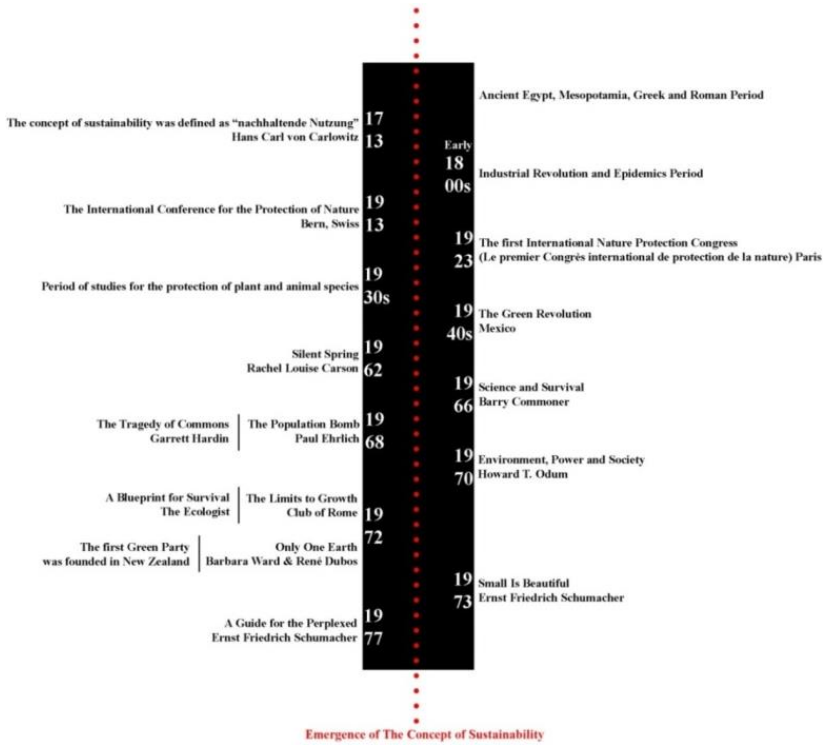 Ancient Egypt, Mesopotamia, Greek and Roman Period
The concept of sustainability was defined as “nachhaltende Nutzung”
Hans Carl von Carlowitz
17
13
Early
18
00s
Industrial Revolution and Epidemics Period
The International Conference for the Protection of Nature
Bern, Swiss
19
13
19
23
The first International Nature Protection Congress
(Le premier Congrès international de protection de la nature) Paris
Period of studies for the protection of plant and animal species
19
30s
19
40s
The Green Revolution
Mexico
Silent Spring
Rachel Louise Carson
19
62
19
66
Science and Survival
Barry Commoner
The Tragedy of Commons
Garrett Hardin
The Population Bomb
Paul Ehrlich
19
68
19
70
Environment, Power and Society
Howard T. Odum
A Blueprint for Survival
The Ecologist
The Limits to Growth
Club of Rome
19
72
The first Green Party
was founded in New Zealand
Only One Earth
Barbara Ward & René Dubos
19
73
Small Is Beautiful
Ernst Friedrich Schumacher
A Guide for the Perplexed
Ernst Friedrich Schumacher
19
77
Emergence of The Concept of Sustainability